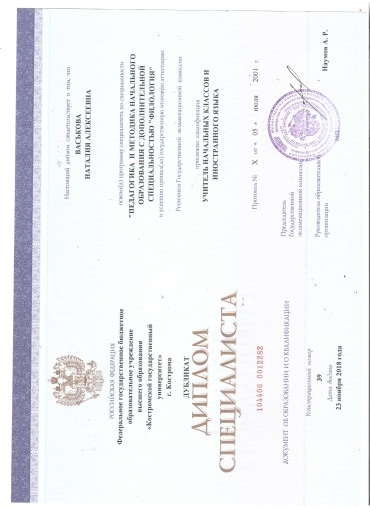 РОССИЙСКАЯ ФЕДЕРАЦИЯ
Федеральное государственное бюджетное
образовательное учреждение
высшего образования
«Костромской государственный
университет»
г. Кострома
ДУБЛИКАТ
ДИПЛОМ
СПЕЦИАЛИСТА
104406 0012282
ДОКУМЕНТ ОБ ОБРАЗОВАНИИ И О КВАЛИФИКАЦИИ
Регистрационный номер
39
Дата выдачи
23 ноября 2018 года
Настоящий диплом свидетельствует о том, что
ВАСЬКОВА
НАТАЛИЯ АЛЕКСЕЕВНА
освоил(а) программу специалитета по специальности
"ПЕДАГОГИКА И МЕТОДИКА НАЧАЛЬНОГО
ОБРАЗОВАНИЯ С ДОПОЛНИТЕЛЬНОЙ
СПЕЦИАЛЬНОСТЬЮ "ФИЛОЛОГИЯ"
и успешно прошел(ла) государственную итоговую аттестацию
Решением Государственной экзаменационной комиссии
присвоена квалификация
УЧИТЕЛЬ НАЧАЛЬНЫХ КЛАССОВ И
ИНОСТРАННОГО ЯЗЫКА
Протокол № X от « 05 » июля 2001 г.
Председатель
Государственной
экзаменационной комиссии
Руководитель образовательной
организации
Наумов А. Р.